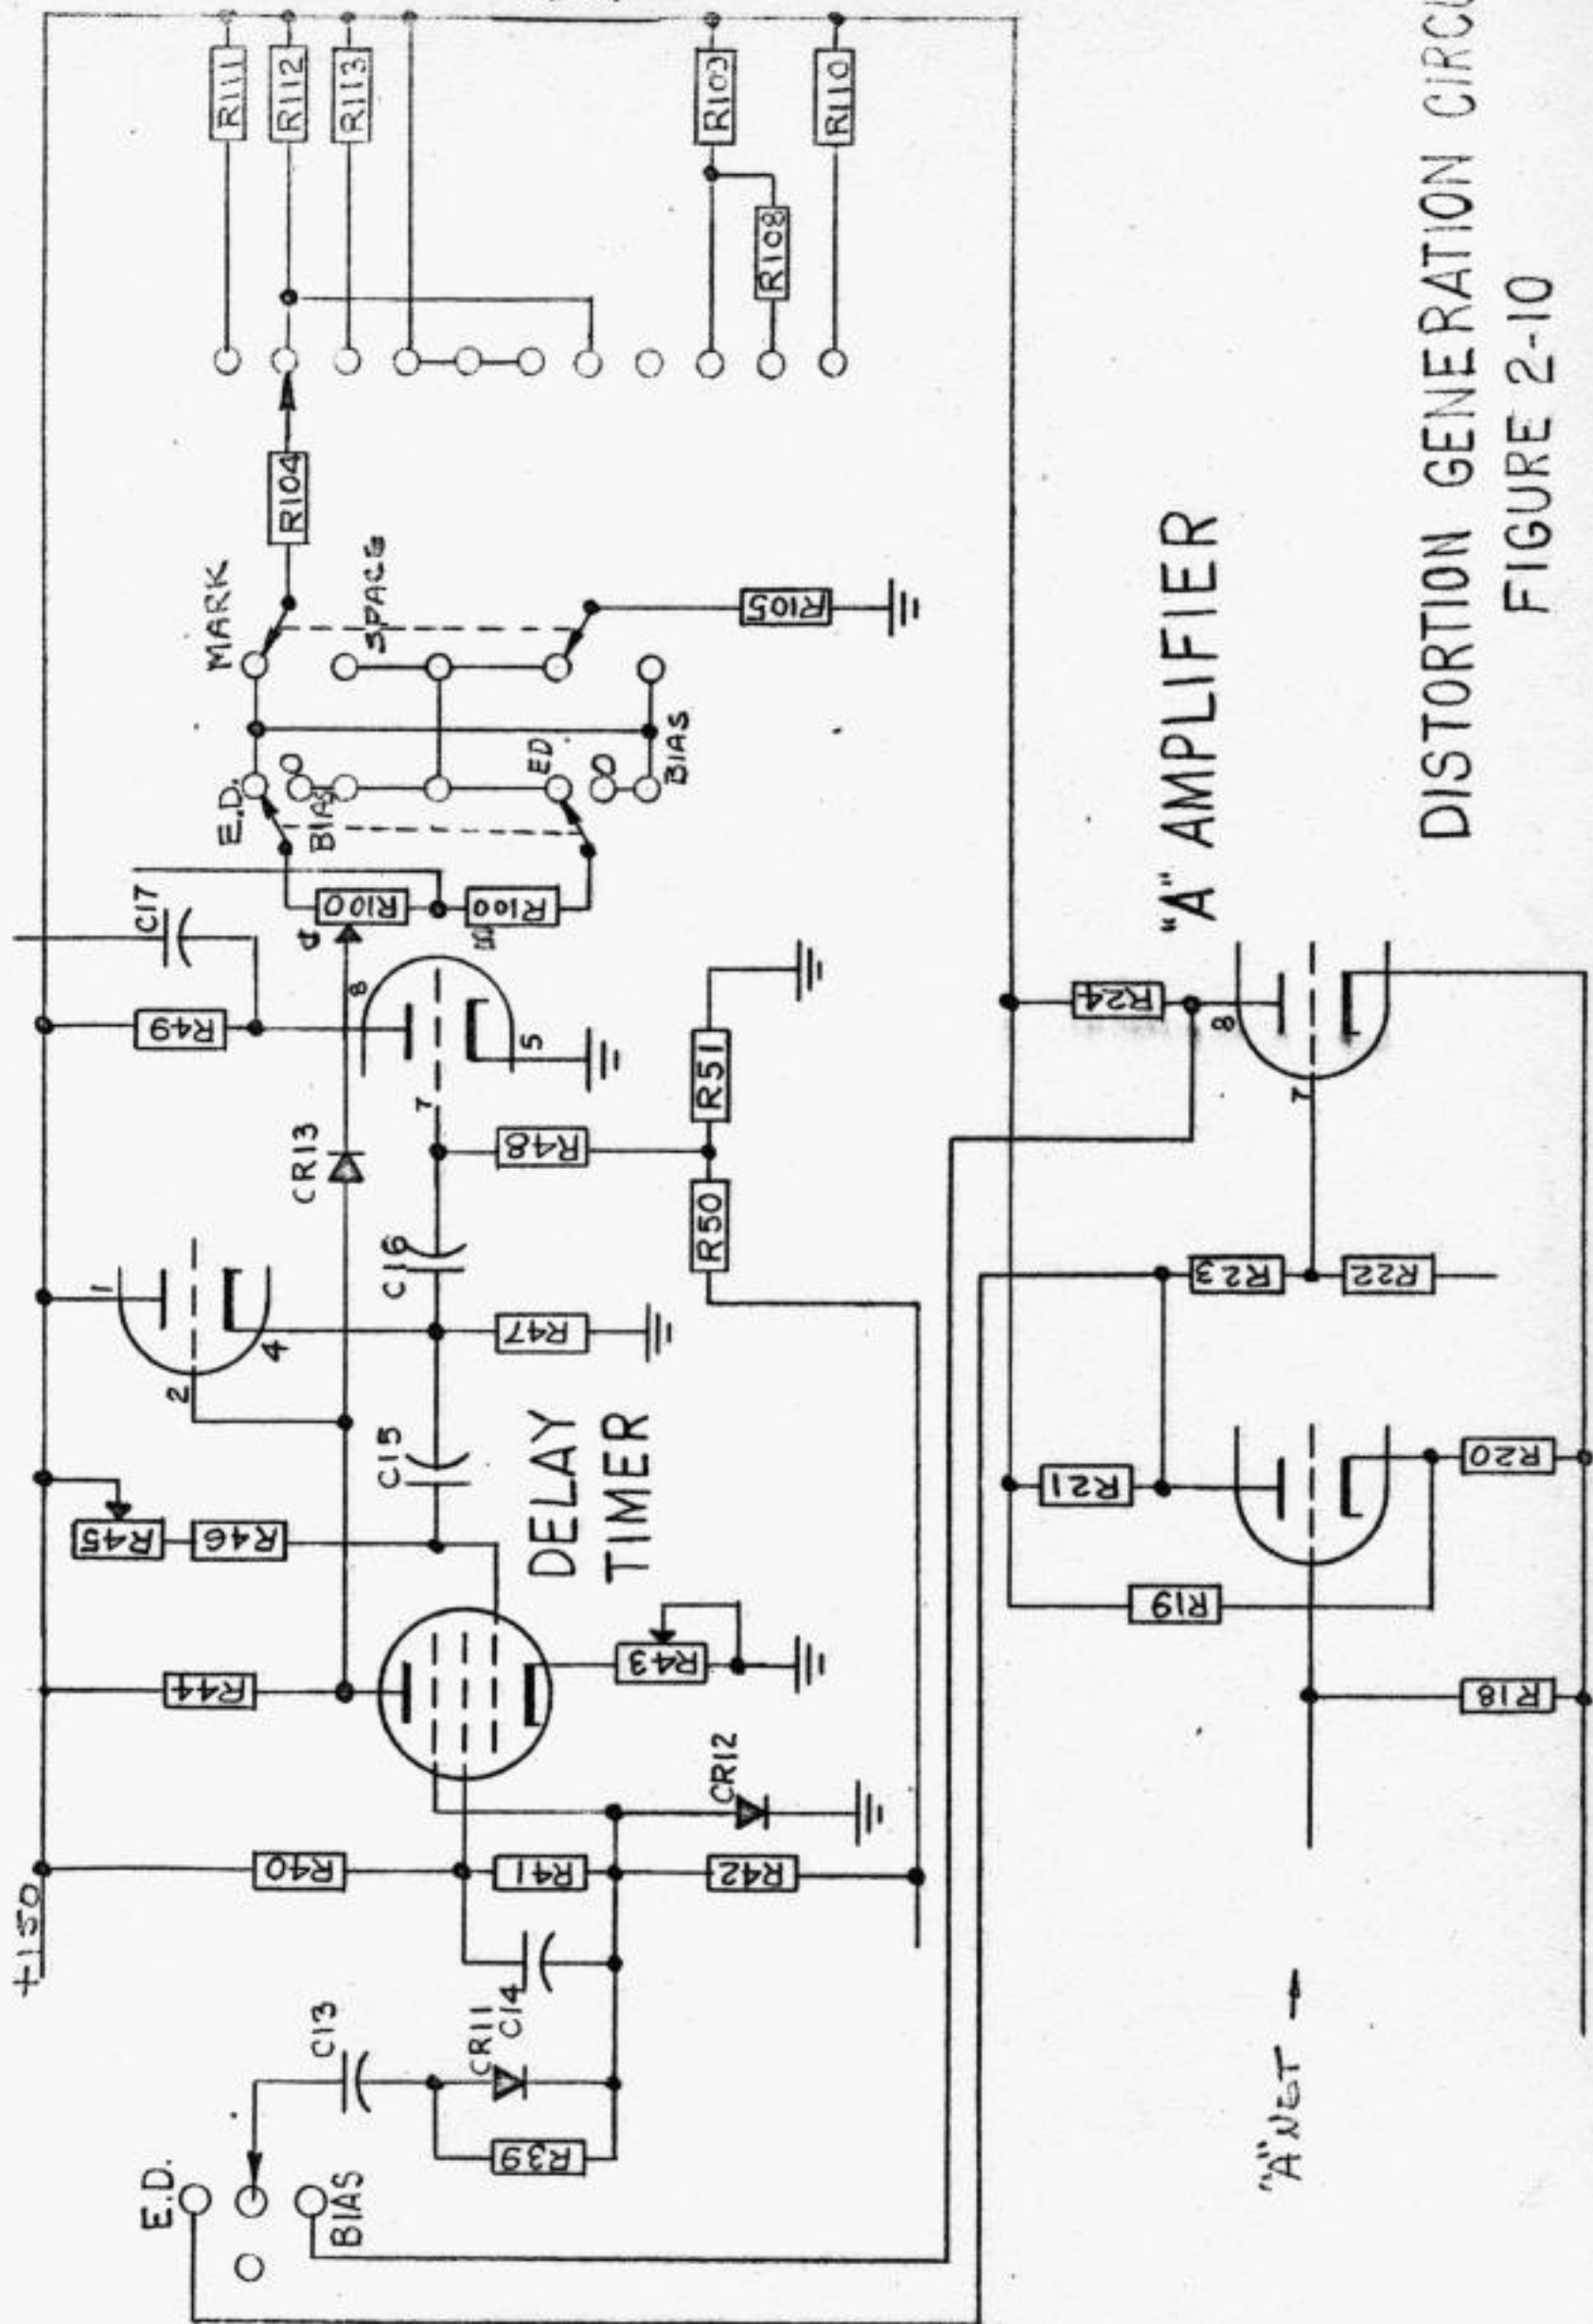 +150
E.D.
O
BIAS
C13
CR11
C14
R39
R40
R41
R42
CR12
R44
R43
R45
R46
DELAY
TIMER
C15
C16
R47
1
2
4
CR13
R48
R50
R51
R49
C17
8
7
5
R100
R100
A
B
E.D.
O
BIAS
ED.
O
BIAS
MARK
SPACE
R104
R105
R111
R112
R113
R109
R108
R110
"A" NET →
R18
R19
R20
R21
R22
R23
R24
7
8
"A" AMPLIFIER
DISTORTION GENERATION
FIGURE 2-10